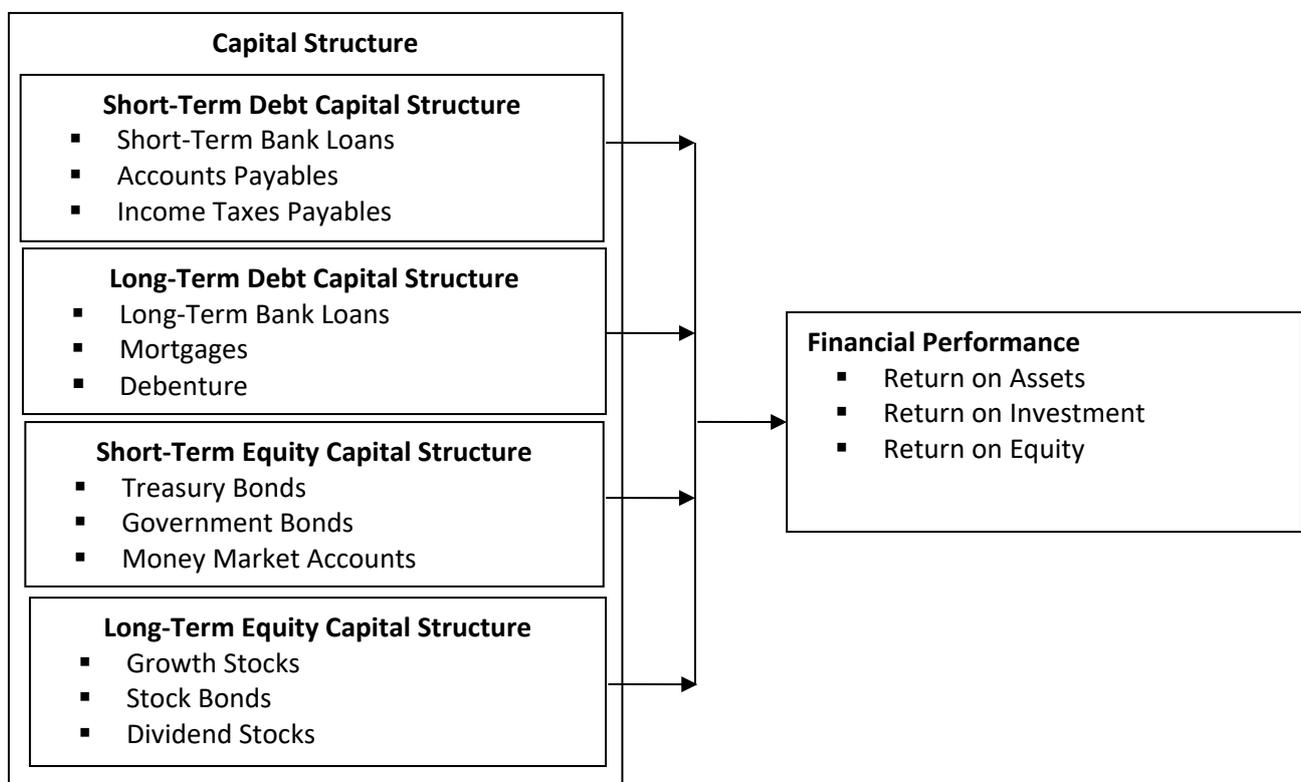 Capital Structure
Short-Term Debt Capital Structure
▪ Short-Term Bank Loans
▪ Accounts Payables
▪ Income Taxes Payables
Long-Term Debt Capital Structure
▪ Long-Term Bank Loans
▪ Mortgages
▪ Debenture
Short-Term Equity Capital Structure
▪ Treasury Bonds
▪ Government Bonds
▪ Money Market Accounts
Long-Term Equity Capital Structure
▪ Growth Stocks
▪ Stock Bonds
▪ Dividend Stocks
Financial Performance
▪ Return on Assets
▪ Return on Investment
▪ Return on Equity